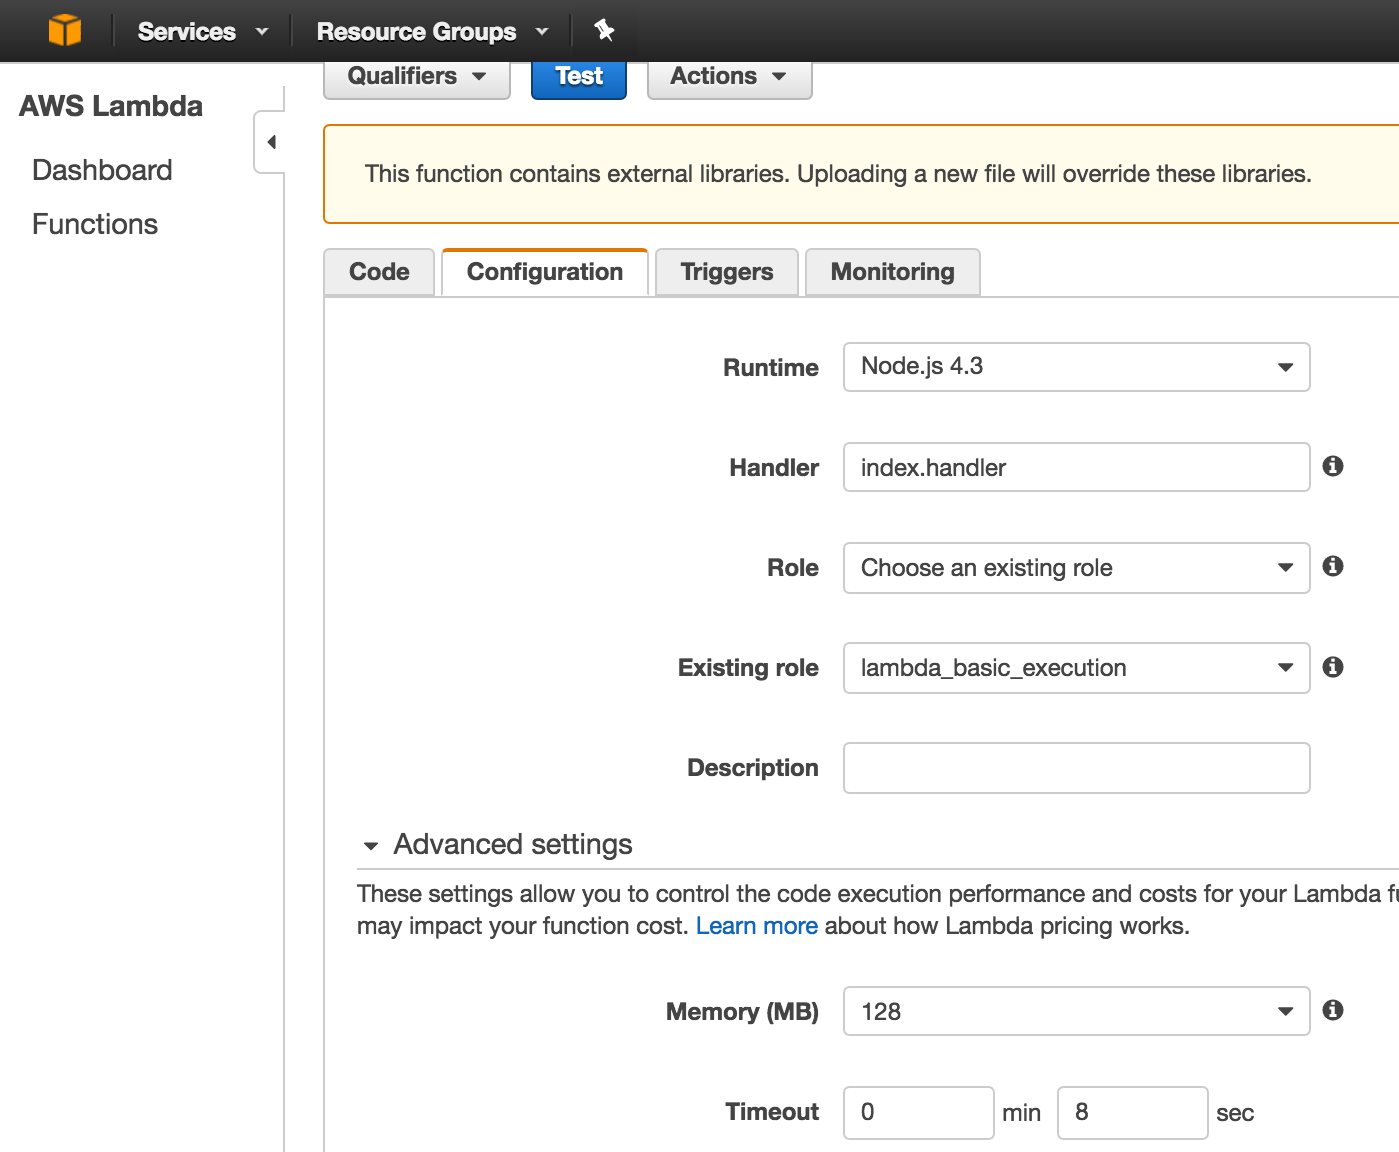 Services Resource Groups
Qualifiers Test Actions
AWS Lambda
Dashboard
Functions
This function contains external libraries. Uploading a new file will override these libraries.
Code Configuration Triggers Monitoring
Runtime Node.js 4.3
Handler index.handler
Role Choose an existing role
Existing role lambda_basic_execution
Description
Advanced settings
These settings allow you to control the code execution performance and costs for your Lambda
may impact your function cost. Learn more about how Lambda pricing works.
Memory (MB) 128
Timeout 0 min 8 sec